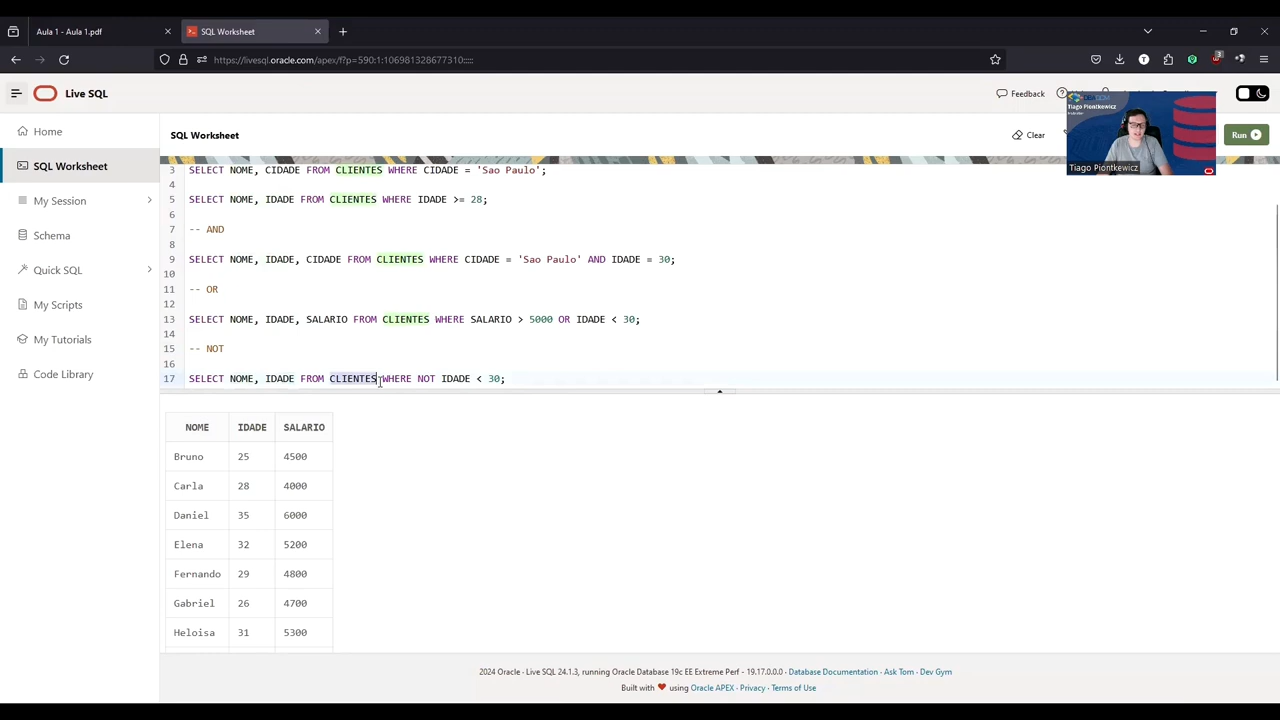 Aula 1 - Aula 1.pdf
SQL Worksheet
https://livesql.oracle.com/apex/f?p=590:1:106981328677310:::::
3
Live SQL
Feedback
Tiago Piontkewicz
Home
SQL Worksheet
My Session
Schema
Quick SQL
My Scripts
My Tutorials
Code Library
SQL Worksheet
Clear
Run
Tiago Piontkewicz
3 SELECT NOME, CIDADE FROM CLIENTES WHERE CIDADE = 'Sao Paulo';
4
5 SELECT NOME, IDADE FROM CLIENTES WHERE IDADE >= 28;
6
7 -- AND
8
9 SELECT NOME, IDADE, CIDADE FROM CLIENTES WHERE CIDADE = 'Sao Paulo' AND IDADE = 30;
10
11 -- OR
12
13 SELECT NOME, IDADE, SALARIO FROM CLIENTES WHERE SALARIO > 5000 OR IDADE < 30;
14
15 -- NOT
16
17 SELECT NOME, IDADE FROM CLIENTES WHERE NOT IDADE < 30;
NOME IDADE SALARIO
Bruno 25 4500
Carla 28 4000
Daniel 35 6000
Elena 32 5200
Fernando 29 4800
Gabriel 26 4700
Heloisa 31 5300
2024 Oracle · Live SQL 24.1.3, running Oracle Database 19c EE Extreme Perf - 19.17.0.0.0 · Database Documentation · Ask Tom · Dev Gym
Built with ❤ using Oracle APEX · Privacy · Terms of Use